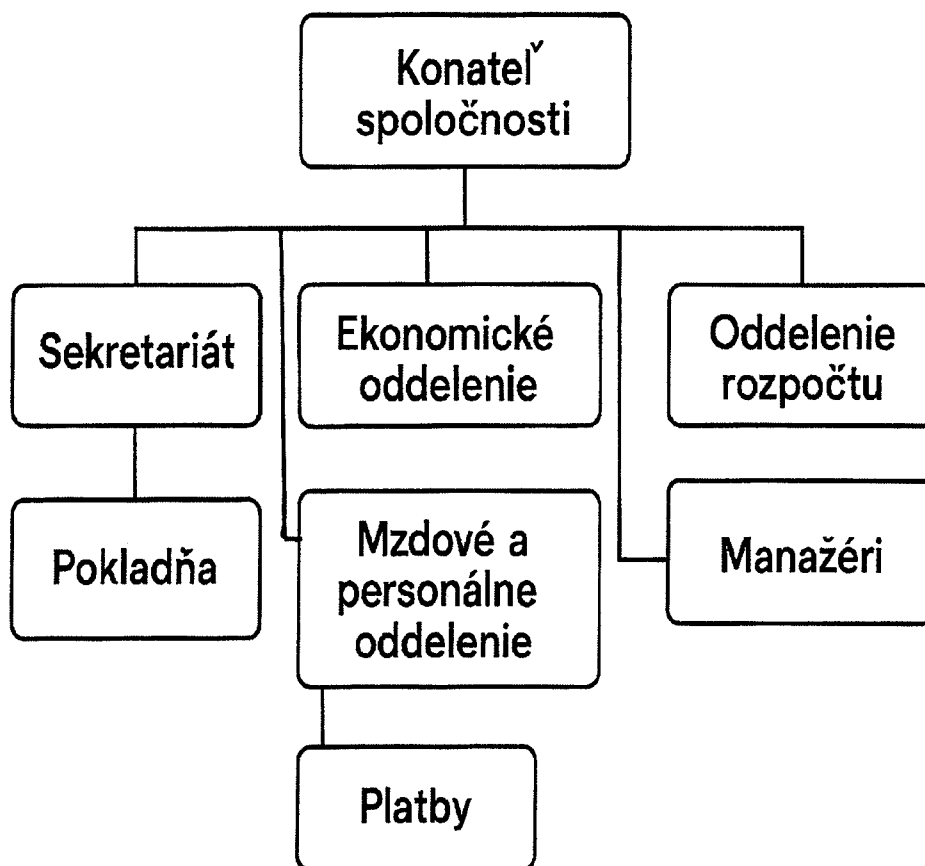 Konateľ
spoločnosti
Sekretariát
Ekonomické
oddelenie
Oddelenie
rozpočtu
Pokladňa
Mzdové a
personálne
oddelenie
Manažéri
Platby